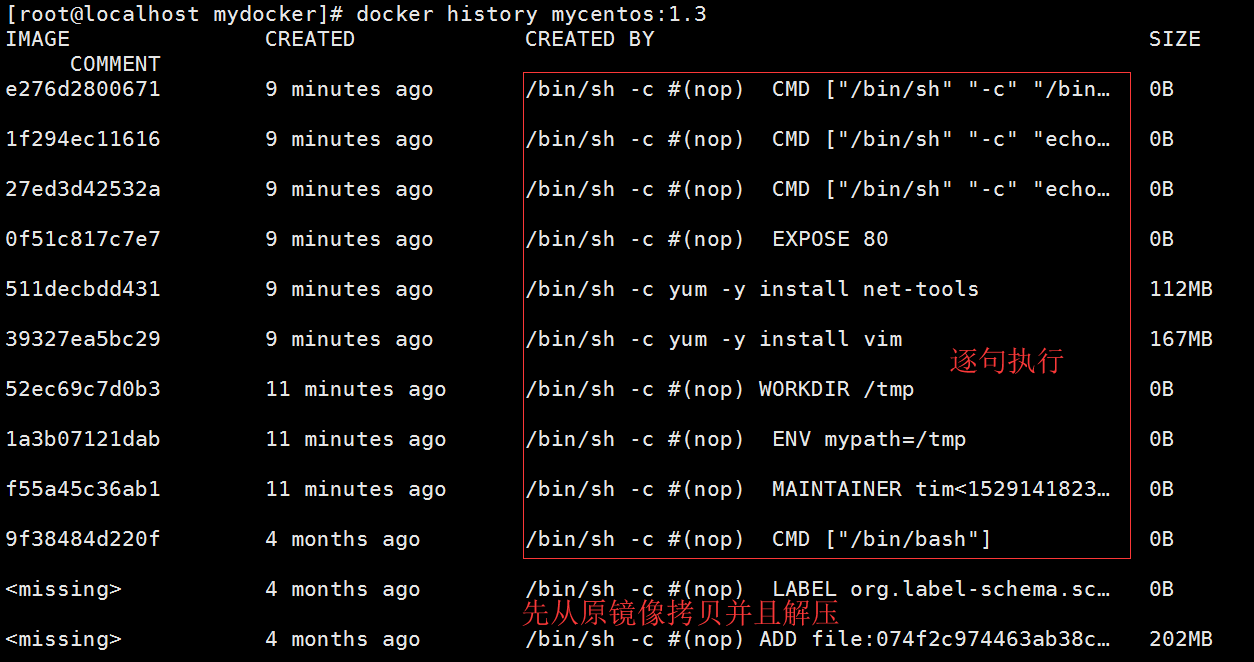 [root@localhost mydocker]# docker history mycentos:1.3
IMAGE CREATED CREATED BY SIZE
COMMENT
e276d2800671 9 minutes ago /bin/sh -c #(nop) CMD ["/bin/sh" "-c" "/bin… 0B
1f294ec11616 9 minutes ago /bin/sh -c #(nop) CMD ["/bin/sh" "-c" "echo… 0B
27ed3d42532a 9 minutes ago /bin/sh -c #(nop) CMD ["/bin/sh" "-c" "echo… 0B
0f51c817c7e7 9 minutes ago /bin/sh -c #(nop) EXPOSE 80 0B
511decbdd431 9 minutes ago /bin/sh -c yum -y install net-tools 112MB
39327ea5bc29 9 minutes ago /bin/sh -c yum -y install vim 167MB
逐句执行
52ec69c7d0b3 11 minutes ago /bin/sh -c #(nop) WORKDIR /tmp 0B
1a3b07121dab 11 minutes ago /bin/sh -c #(nop) ENV mypath=/tmp 0B
f55a45c36ab1 11 minutes ago /bin/sh -c #(nop) MAINTAINER tim<1529141823… 0B
9f38484d220f 4 months ago /bin/sh -c #(nop) CMD ["/bin/bash"] 0B
<missing> 4 months ago /bin/sh -c #(nop) LABEL org.label-schema.sc… 0B
先从原镜像拷贝并且解压
<missing> 4 months ago /bin/sh -c #(nop) ADD file:074f2c974463ab38c… 202MB